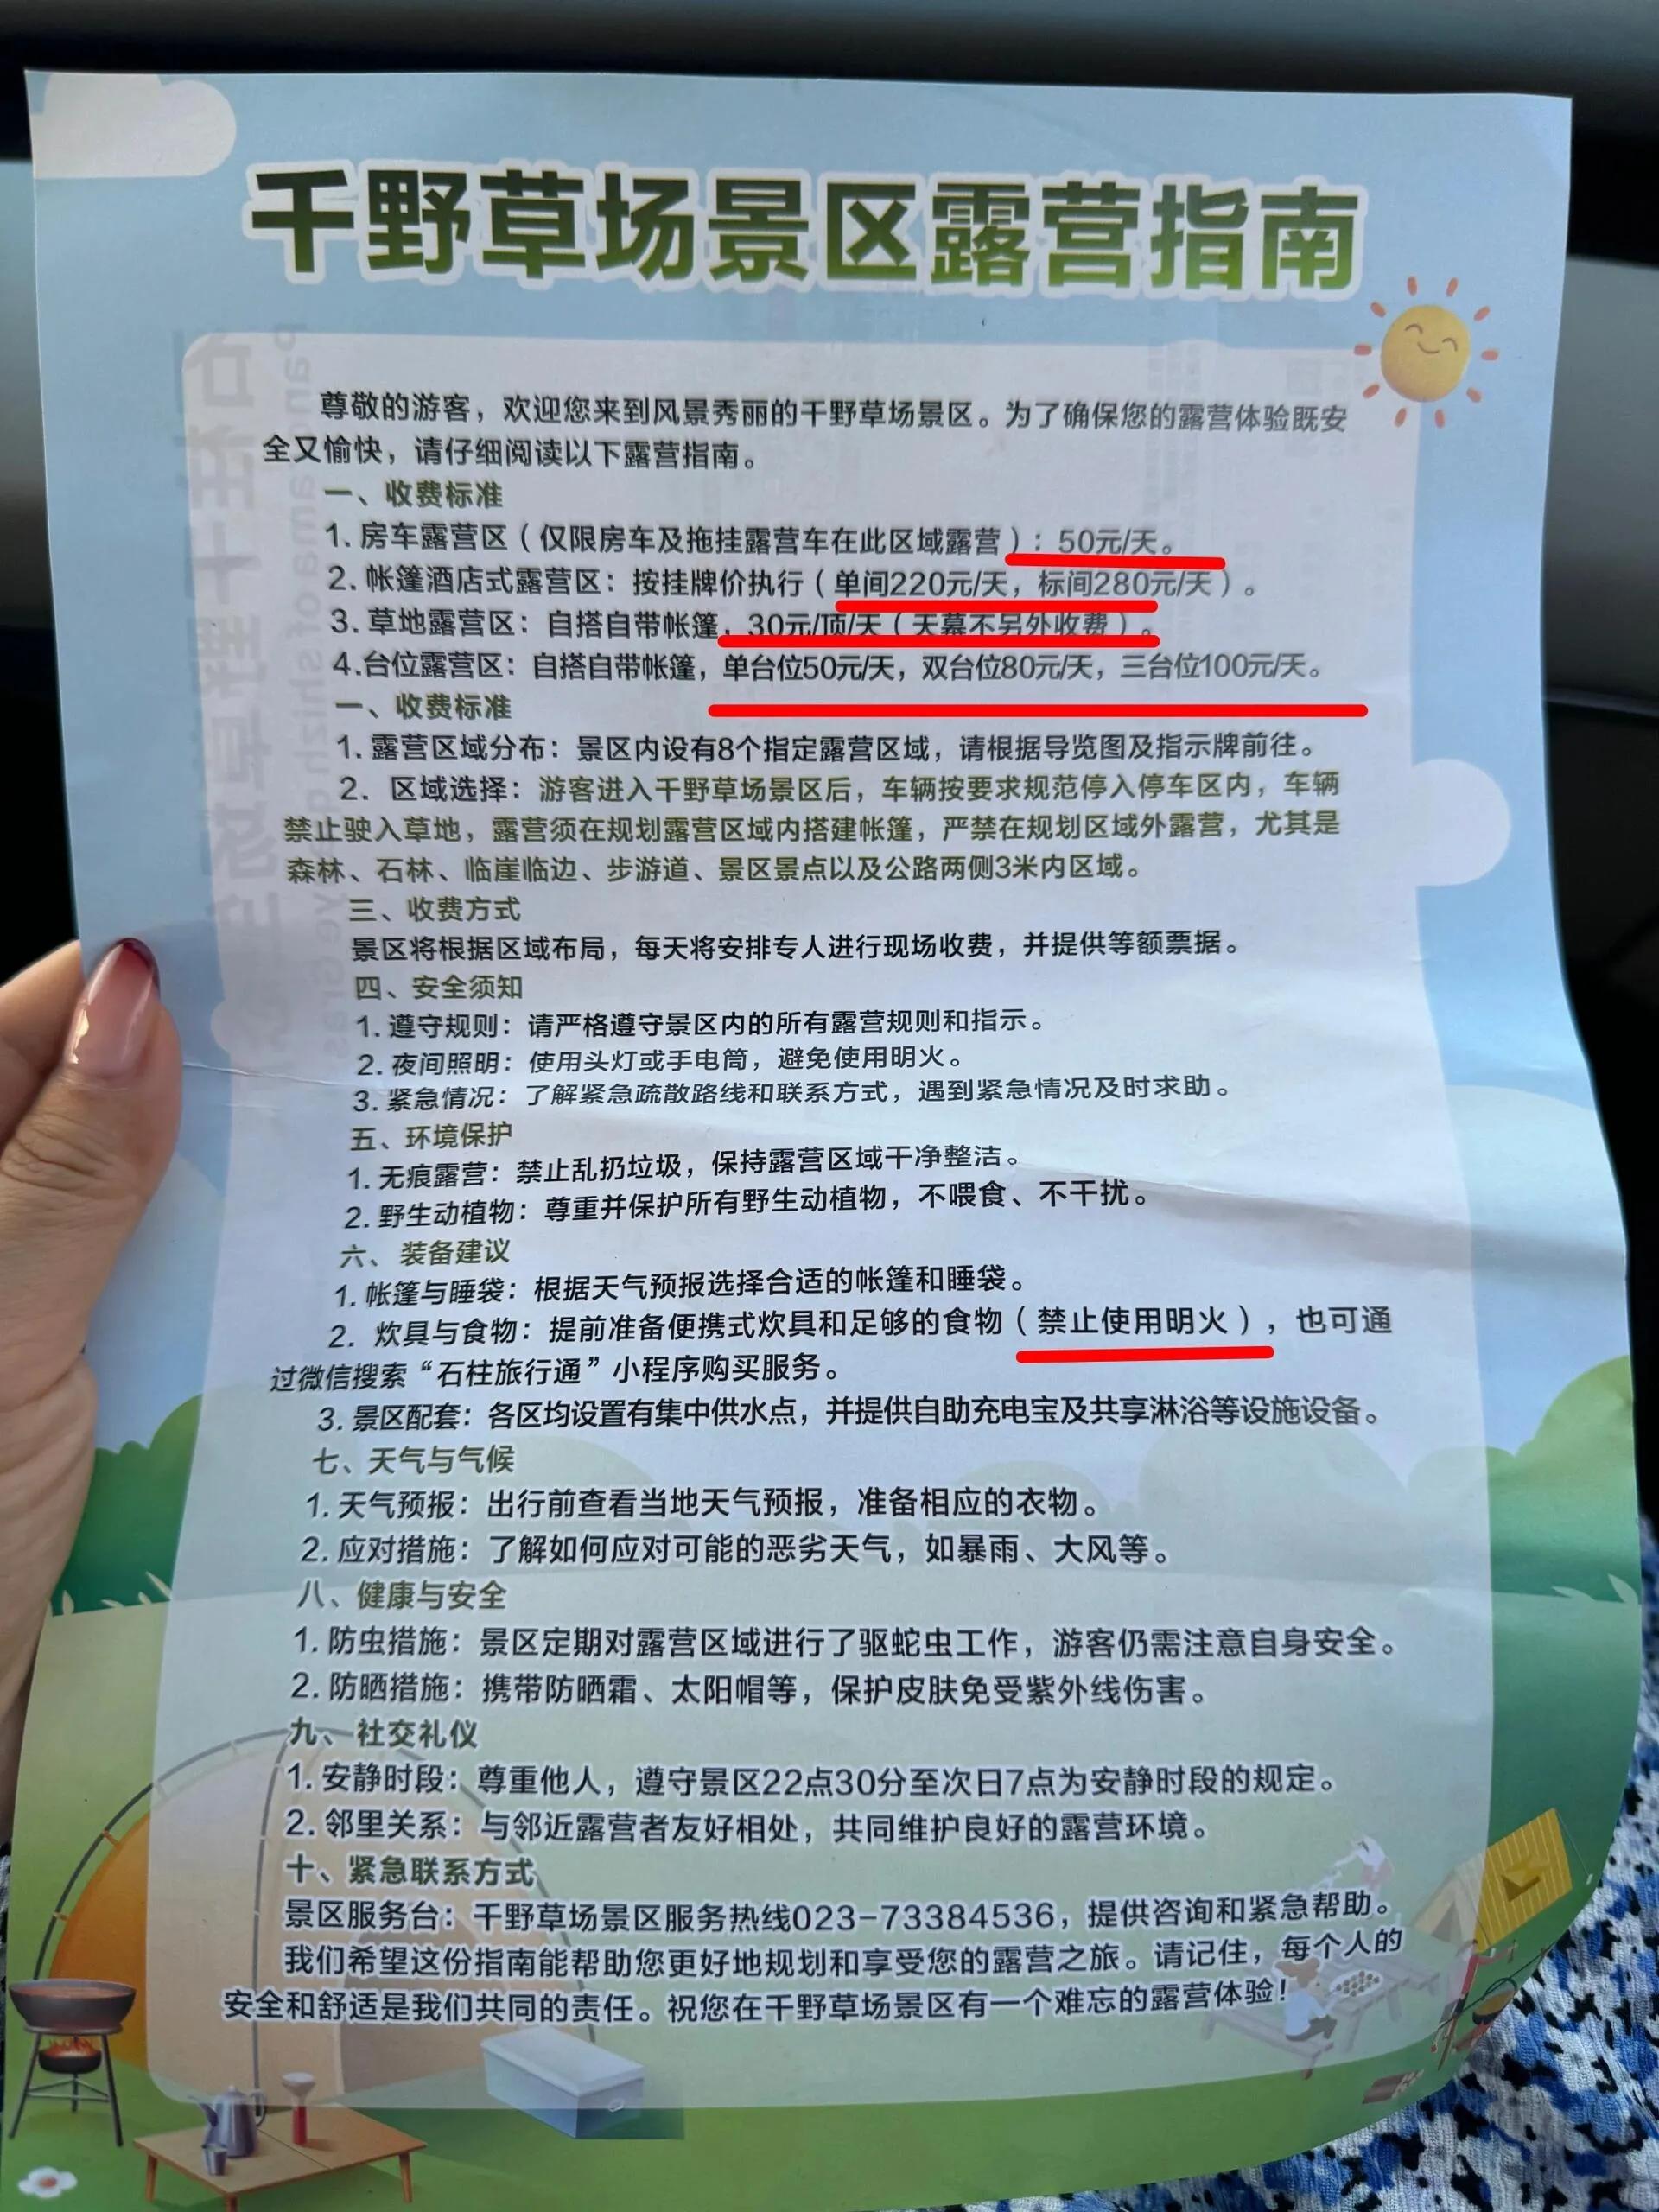 千野草场景区露营指南
尊敬的游客，欢迎您来到风景秀丽的千野草场景区。为了确保您的露营体验既安
全又愉快，请仔细阅读以下露营指南。
一、收费标准
1. 房车露营区（仅限房车及拖挂露营车在此区域露营）：50元/天。
2. 帐篷酒店式露营区：按挂牌价执行（单间220元/天，标间280元/天）。
3. 草地露营区：自搭自带帐篷，30元/顶/天（天幕不另外收费）。
4.台位露营区：自搭自带帐篷，单台位50元/天，双台位80元/天，三台位100元/天。
一、收费标准
1. 露营区域分布：景区内设有8个指定露营区域，请根据导览图及指示牌前往。
2. 区域选择：游客进入千野草场景区后，车辆按要求规范停入停车区内，车辆
禁止驶入草地，露营须在规划露营区域内搭建帐篷，严禁在规划区域外露营，尤其是
森林、石林、临崖临边、步游道、景区景点以及公路两侧3米内区域。
三、收费方式
景区将根据区域布局，每天将安排专人进行现场收费，并提供等额票据。
四、安全须知
1. 遵守规则：请严格遵守景区内的所有露营规则和指示。
2. 夜间照明：使用头灯或手电筒，避免使用明火。
3. 紧急情况：了解紧急疏散路线和联系方式，遇到紧急情况及时求助。
五、环境保护
1. 无痕露营：禁止乱扔垃圾，保持露营区域干净整洁。
2. 野生动植物：尊重并保护所有野生动植物，不喂食、不干扰。
六、装备建议
1. 帐篷与睡袋：根据天气预报选择合适的帐篷和睡袋。
2. 炊具与食物：提前准备便携式炊具和足够的食物（禁止使用明火），也可通
过微信搜索“石柱旅行通”小程序购买服务。
3. 景区配套：各区均设置有集中供水点，并提供自助充电宝及共享淋浴等设施设备。
七、天气与气候
1. 天气预报：出行前查看当地天气预报，准备相应的衣物。
2. 应对措施：了解如何应对可能的恶劣天气，如暴雨、大风等。
八、健康与安全
1. 防虫措施：景区定期对露营区域进行了驱蛇虫工作，游客仍需注意自身安全。
2. 防晒措施：携带防晒霜、太阳帽等，保护皮肤免受紫外线伤害。
九、社交礼仪
1. 安静时段：尊重他人，遵守景区22点30分至次日7点为安静时段的规定。
2. 邻里关系：与邻近露营者友好相处，共同维护良好的露营环境。
十、紧急联系方式
景区服务台：千野草场景区服务热线023-73384536，提供咨询和紧急帮助。
我们希望这份指南能帮助您更好地规划和享受您的露营之旅。请记住，每个人的
安全和舒适是我们共同的责任。祝您在千野草场景区有一个难忘的露营体验！